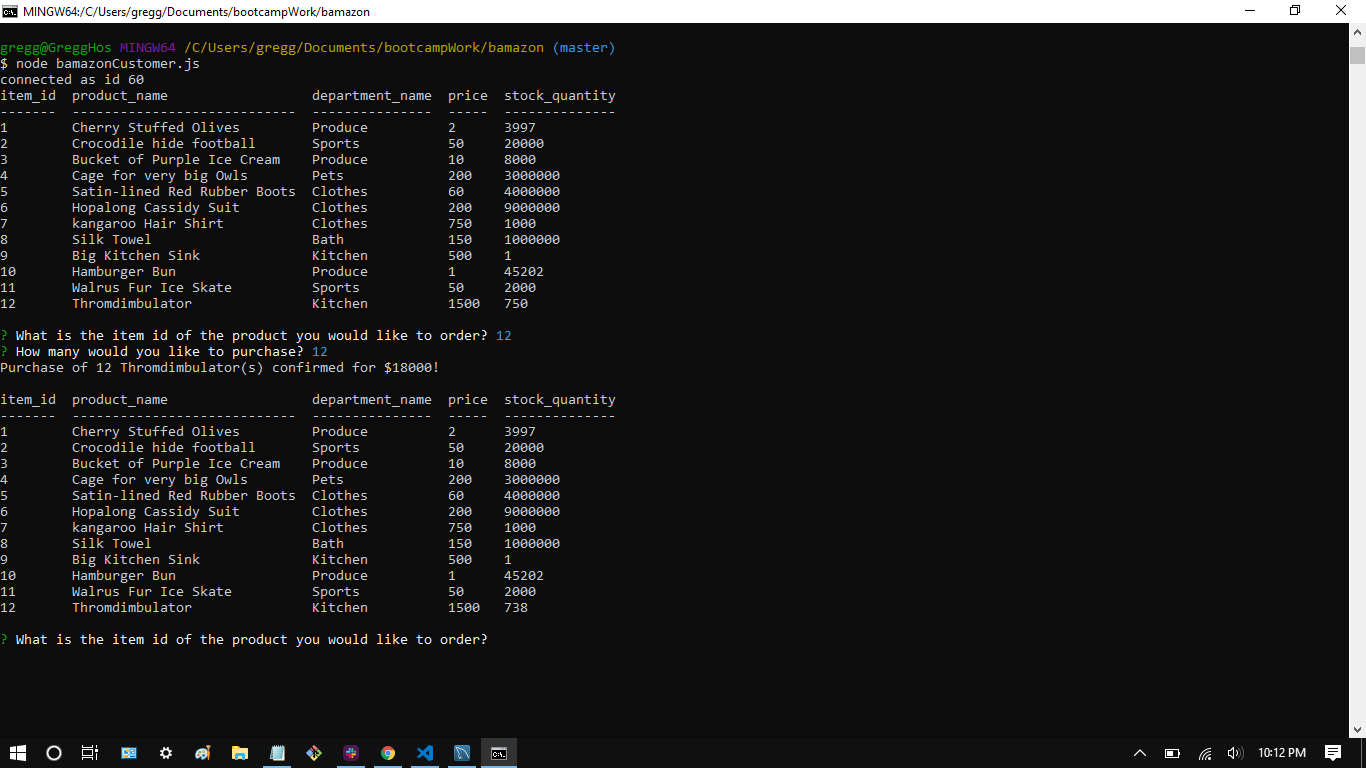 MINGW64:/C/Users/gregg/Documents/bootcampWork/bamazon
gregg@GreggHos MINGW64 /C/Users/gregg/Documents/bootcampWork/bamazon (master)
$ node bamazonCustomer.js
connected as id 60
item_id  product_name                  department_name  price  stock_quantity
-------  ----------------------------  ---------------  -----  --------------
1        Cherry Stuffed Olives         Produce          2      3997
2        Crocodile hide football       Sports           50     20000
3        Bucket of Purple Ice Cream    Produce          10     8000
4        Cage for very big Owls        Pets             200    3000000
5        Satin-lined Red Rubber Boots  Clothes          60     4000000
6        Hopalong Cassidy Suit         Clothes          200    9000000
7        kangaroo Hair Shirt           Clothes          750    1000
8        Silk Towel                    Bath             150    1000000
9        Big Kitchen Sink              Kitchen          500    1
10       Hamburger Bun                 Produce          1      45202
11       Walrus Fur Ice Skate          Sports           50     2000
12       Thromdimbulator               Kitchen          1500   750
? What is the item id of the product you would like to order? 12
? How many would you like to purchase? 12
Purchase of 12 Thromdimbulator(s) confirmed for $18000!
item_id  product_name                  department_name  price  stock_quantity
-------  ----------------------------  ---------------  -----  --------------
1        Cherry Stuffed Olives         Produce          2      3997
2        Crocodile hide football       Sports           50     20000
3        Bucket of Purple Ice Cream    Produce          10     8000
4        Cage for very big Owls        Pets             200    3000000
5        Satin-lined Red Rubber Boots  Clothes          60     4000000
6        Hopalong Cassidy Suit         Clothes          200    9000000
7        kangaroo Hair Shirt           Clothes          750    1000
8        Silk Towel                    Bath             150    1000000
9        Big Kitchen Sink              Kitchen          500    1
10       Hamburger Bun                 Produce          1      45202
11       Walrus Fur Ice Skate          Sports           50     2000
12       Thromdimbulator               Kitchen          1500   738
? What is the item id of the product you would like to order?
10:12 PM